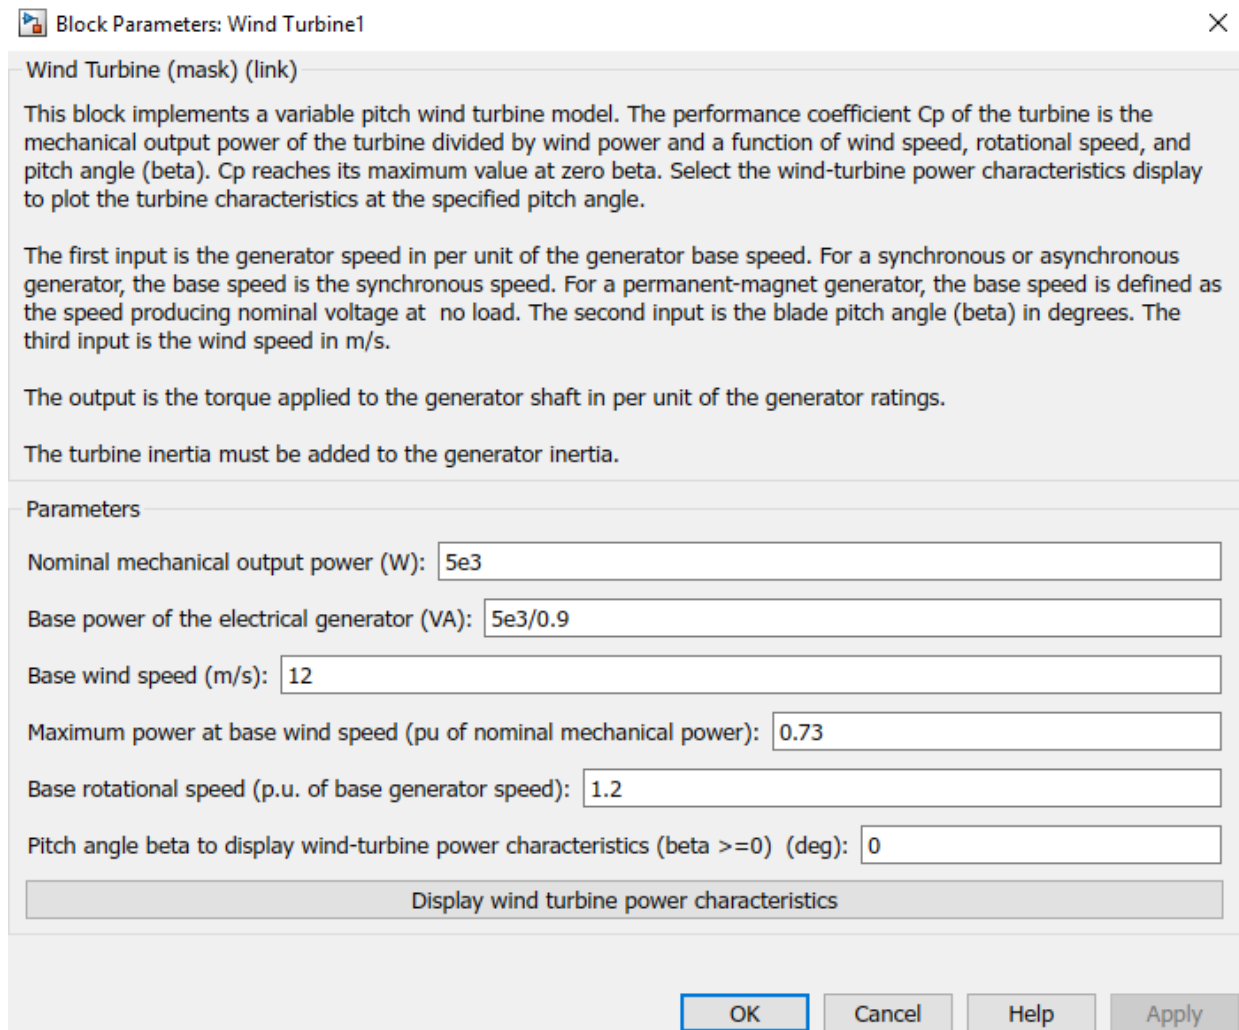 Block Parameters: Wind Turbine1
Wind Turbine (mask) (link)
This block implements a variable pitch wind turbine model. The performance coefficient Cp of the turbine is the
mechanical output power of the turbine divided by wind power and a function of wind speed, rotational speed, and
pitch angle (beta). Cp reaches its maximum value at zero beta. Select the wind-turbine power characteristics display
to plot the turbine characteristics at the specified pitch angle.
The first input is the generator speed in per unit of the generator base speed. For a synchronous or asynchronous
generator, the base speed is the synchronous speed. For a permanent-magnet generator, the base speed is defined as
the speed producing nominal voltage at  no load. The second input is the blade pitch angle (beta) in degrees. The
third input is the wind speed in m/s.
The output is the torque applied to the generator shaft in per unit of the generator ratings.
The turbine inertia must be added to the generator inertia.
Parameters
Nominal mechanical output power (W): 5e3
Base power of the electrical generator (VA): 5e3/0.9
Base wind speed (m/s): 12
Maximum power at base wind speed (pu of nominal mechanical power): 0.73
Base rotational speed (p.u. of base generator speed): 1.2
Pitch angle beta to display wind-turbine power characteristics (beta >=0)  (deg): 0
Display wind turbine power characteristics
OK Cancel Help Apply